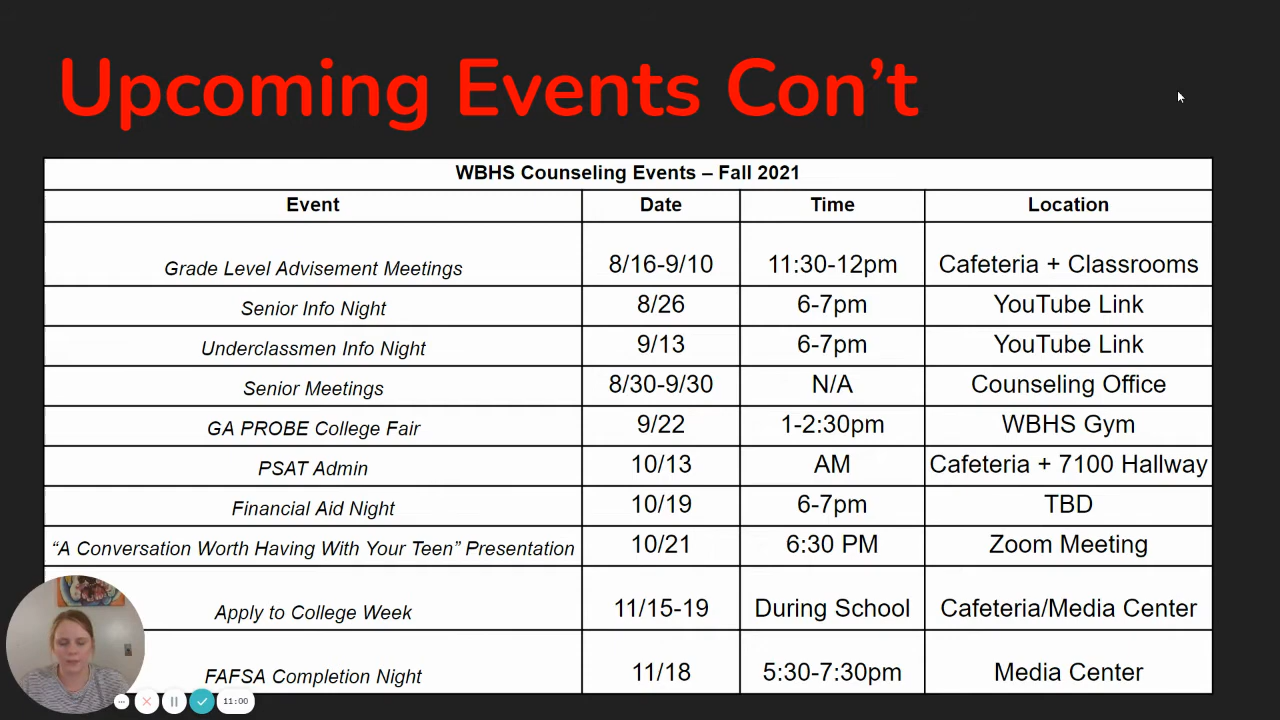 Upcoming Events Con’t
WBHS Counseling Events – Fall 2021
Event Date Time Location
Grade Level Advisement Meetings 8/16-9/10 11:30-12pm Cafeteria + Classrooms
Senior Info Night 8/26 6-7pm YouTube Link
Underclassmen Info Night 9/13 6-7pm YouTube Link
Senior Meetings 8/30-9/30 N/A Counseling Office
GA PROBE College Fair 9/22 1-2:30pm WBHS Gym
PSAT Admin 10/13 AM Cafeteria + 7100 Hallway
Financial Aid Night 10/19 6-7pm TBD
“A Conversation Worth Having With Your Teen” Presentation 10/21 6:30 PM Zoom Meeting
Apply to College Week 11/15-19 During School Cafeteria/Media Center
FAFSA Completion Night 11/18 5:30-7:30pm Media Center
11:00